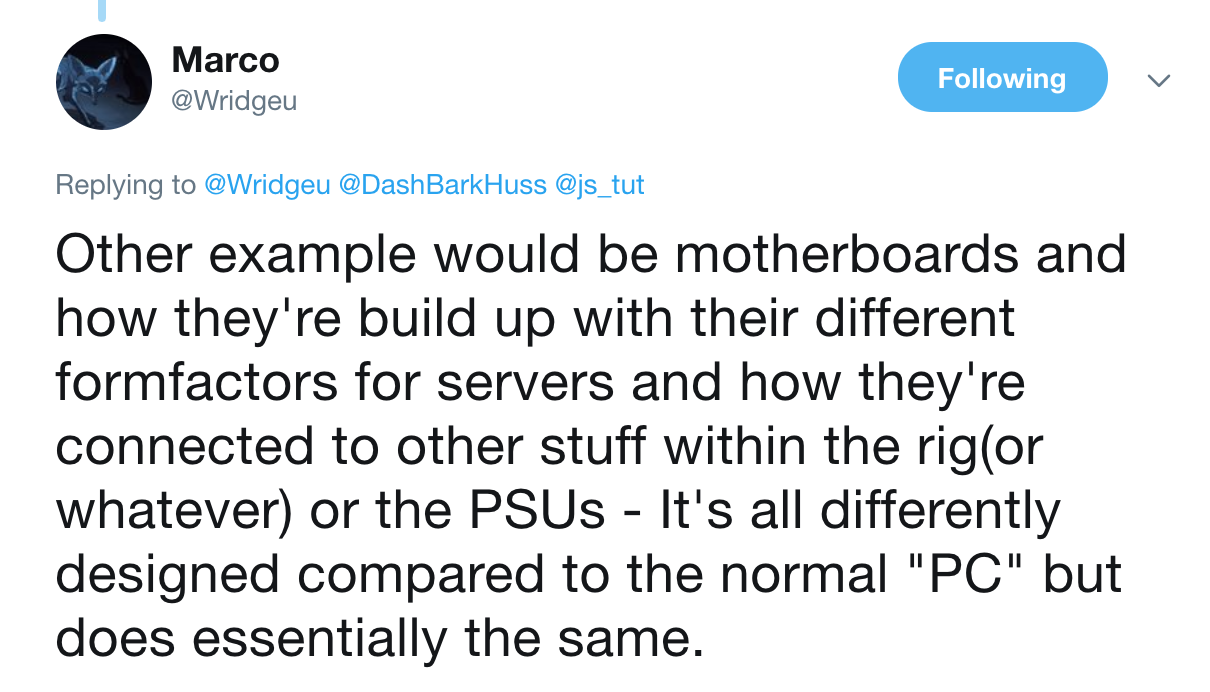 Marco
@Wridgeu
Following
Replying to @Wridgeu @DashBarkHuss @js_tut
Other example would be motherboards and
how they're build up with their different
formfactors for servers and how they're
connected to other stuff within the rig(or
whatever) or the PSUs - It's all differently
designed compared to the normal "PC" but
does essentially the same.